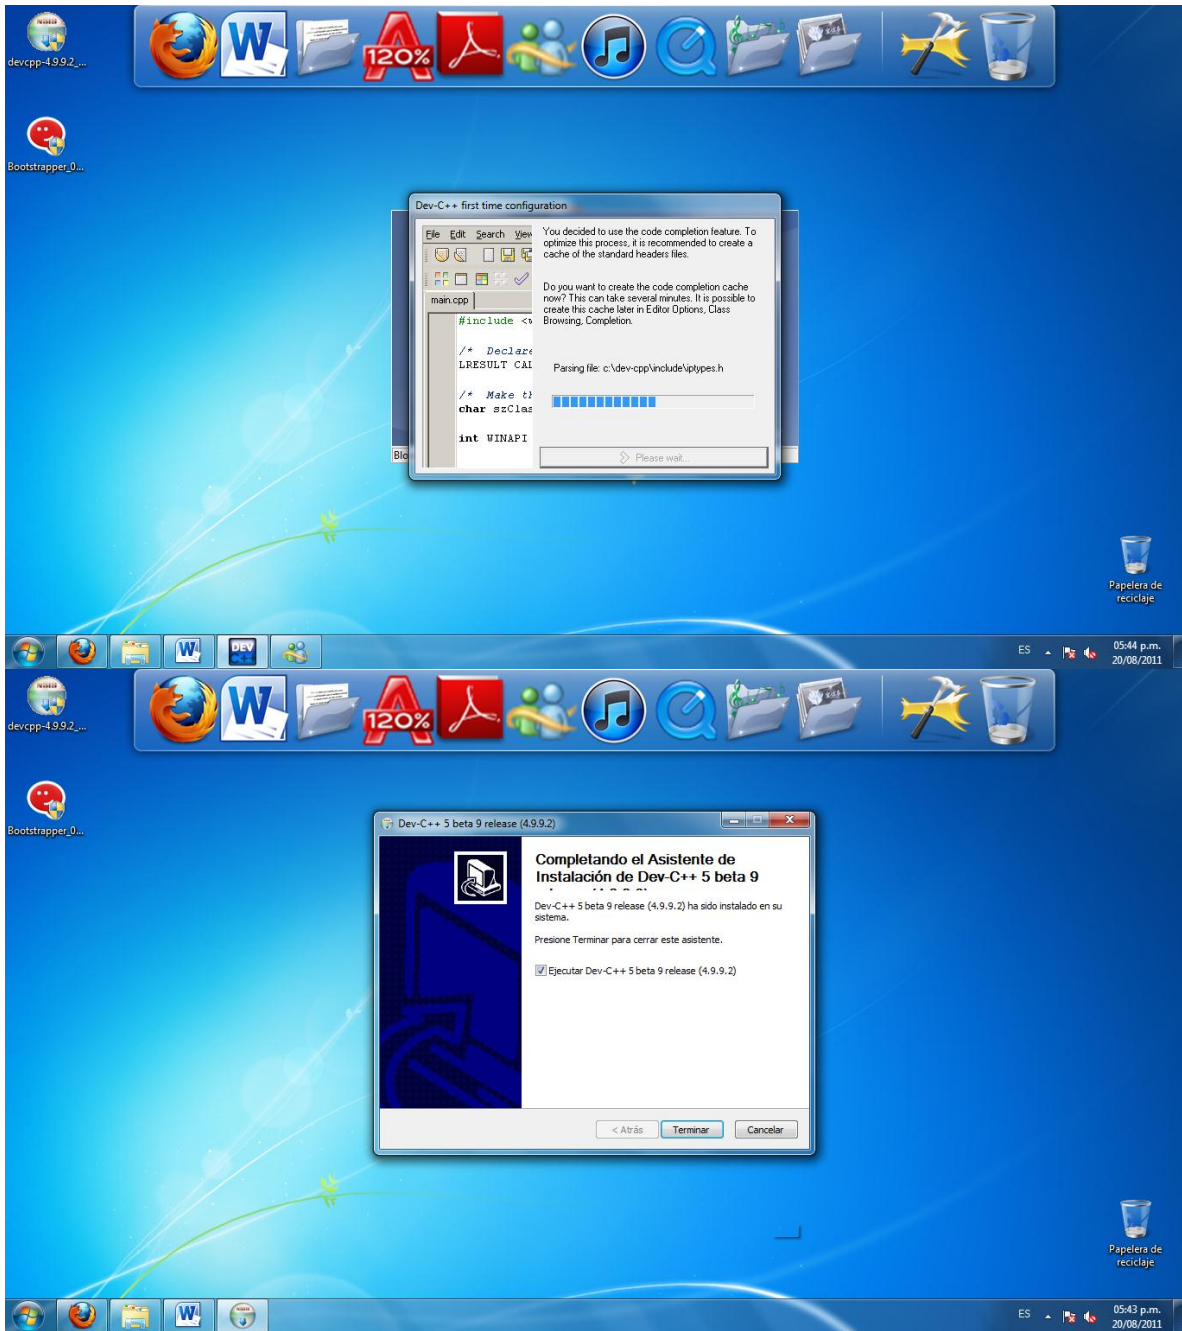 devcpp-4.9.9.2_...
120%
Bootstrapper_0...
Dev-C++ first time configuration
File Edit Search View
main.cpp
#include <w
/* Declare
LRESULT CAL
/* Make th
char szClas
int WINAPI
You decided to use the code completion feature. To
optimize this process, it is recommended to create a
cache of the standard headers files.
Do you want to create the code completion cache
now? This can take several minutes. It is possible to
create this cache later in Editor Options, Class
Browsing, Completion.
Parsing file: c:\dev-cpp\include\iptypes.h
Please wait...
Blo
Papelera de
reciclaje
DEV
C++
ES
05:44 p.m.
20/08/2011
devcpp-4.9.9.2_...
120%
Bootstrapper_0...
Dev-C++ 5 beta 9 release (4.9.9.2)
Completando el Asistente de
Instalación de Dev-C++ 5 beta 9
Dev-C++ 5 beta 9 release (4.9.9.2) ha sido instalado en su
sistema.
Presione Terminar para cerrar este asistente.
Ejecutar Dev-C++ 5 beta 9 release (4.9.9.2)
< Atrás Terminar Cancelar
Papelera de
reciclaje
ES
05:43 p.m.
20/08/2011